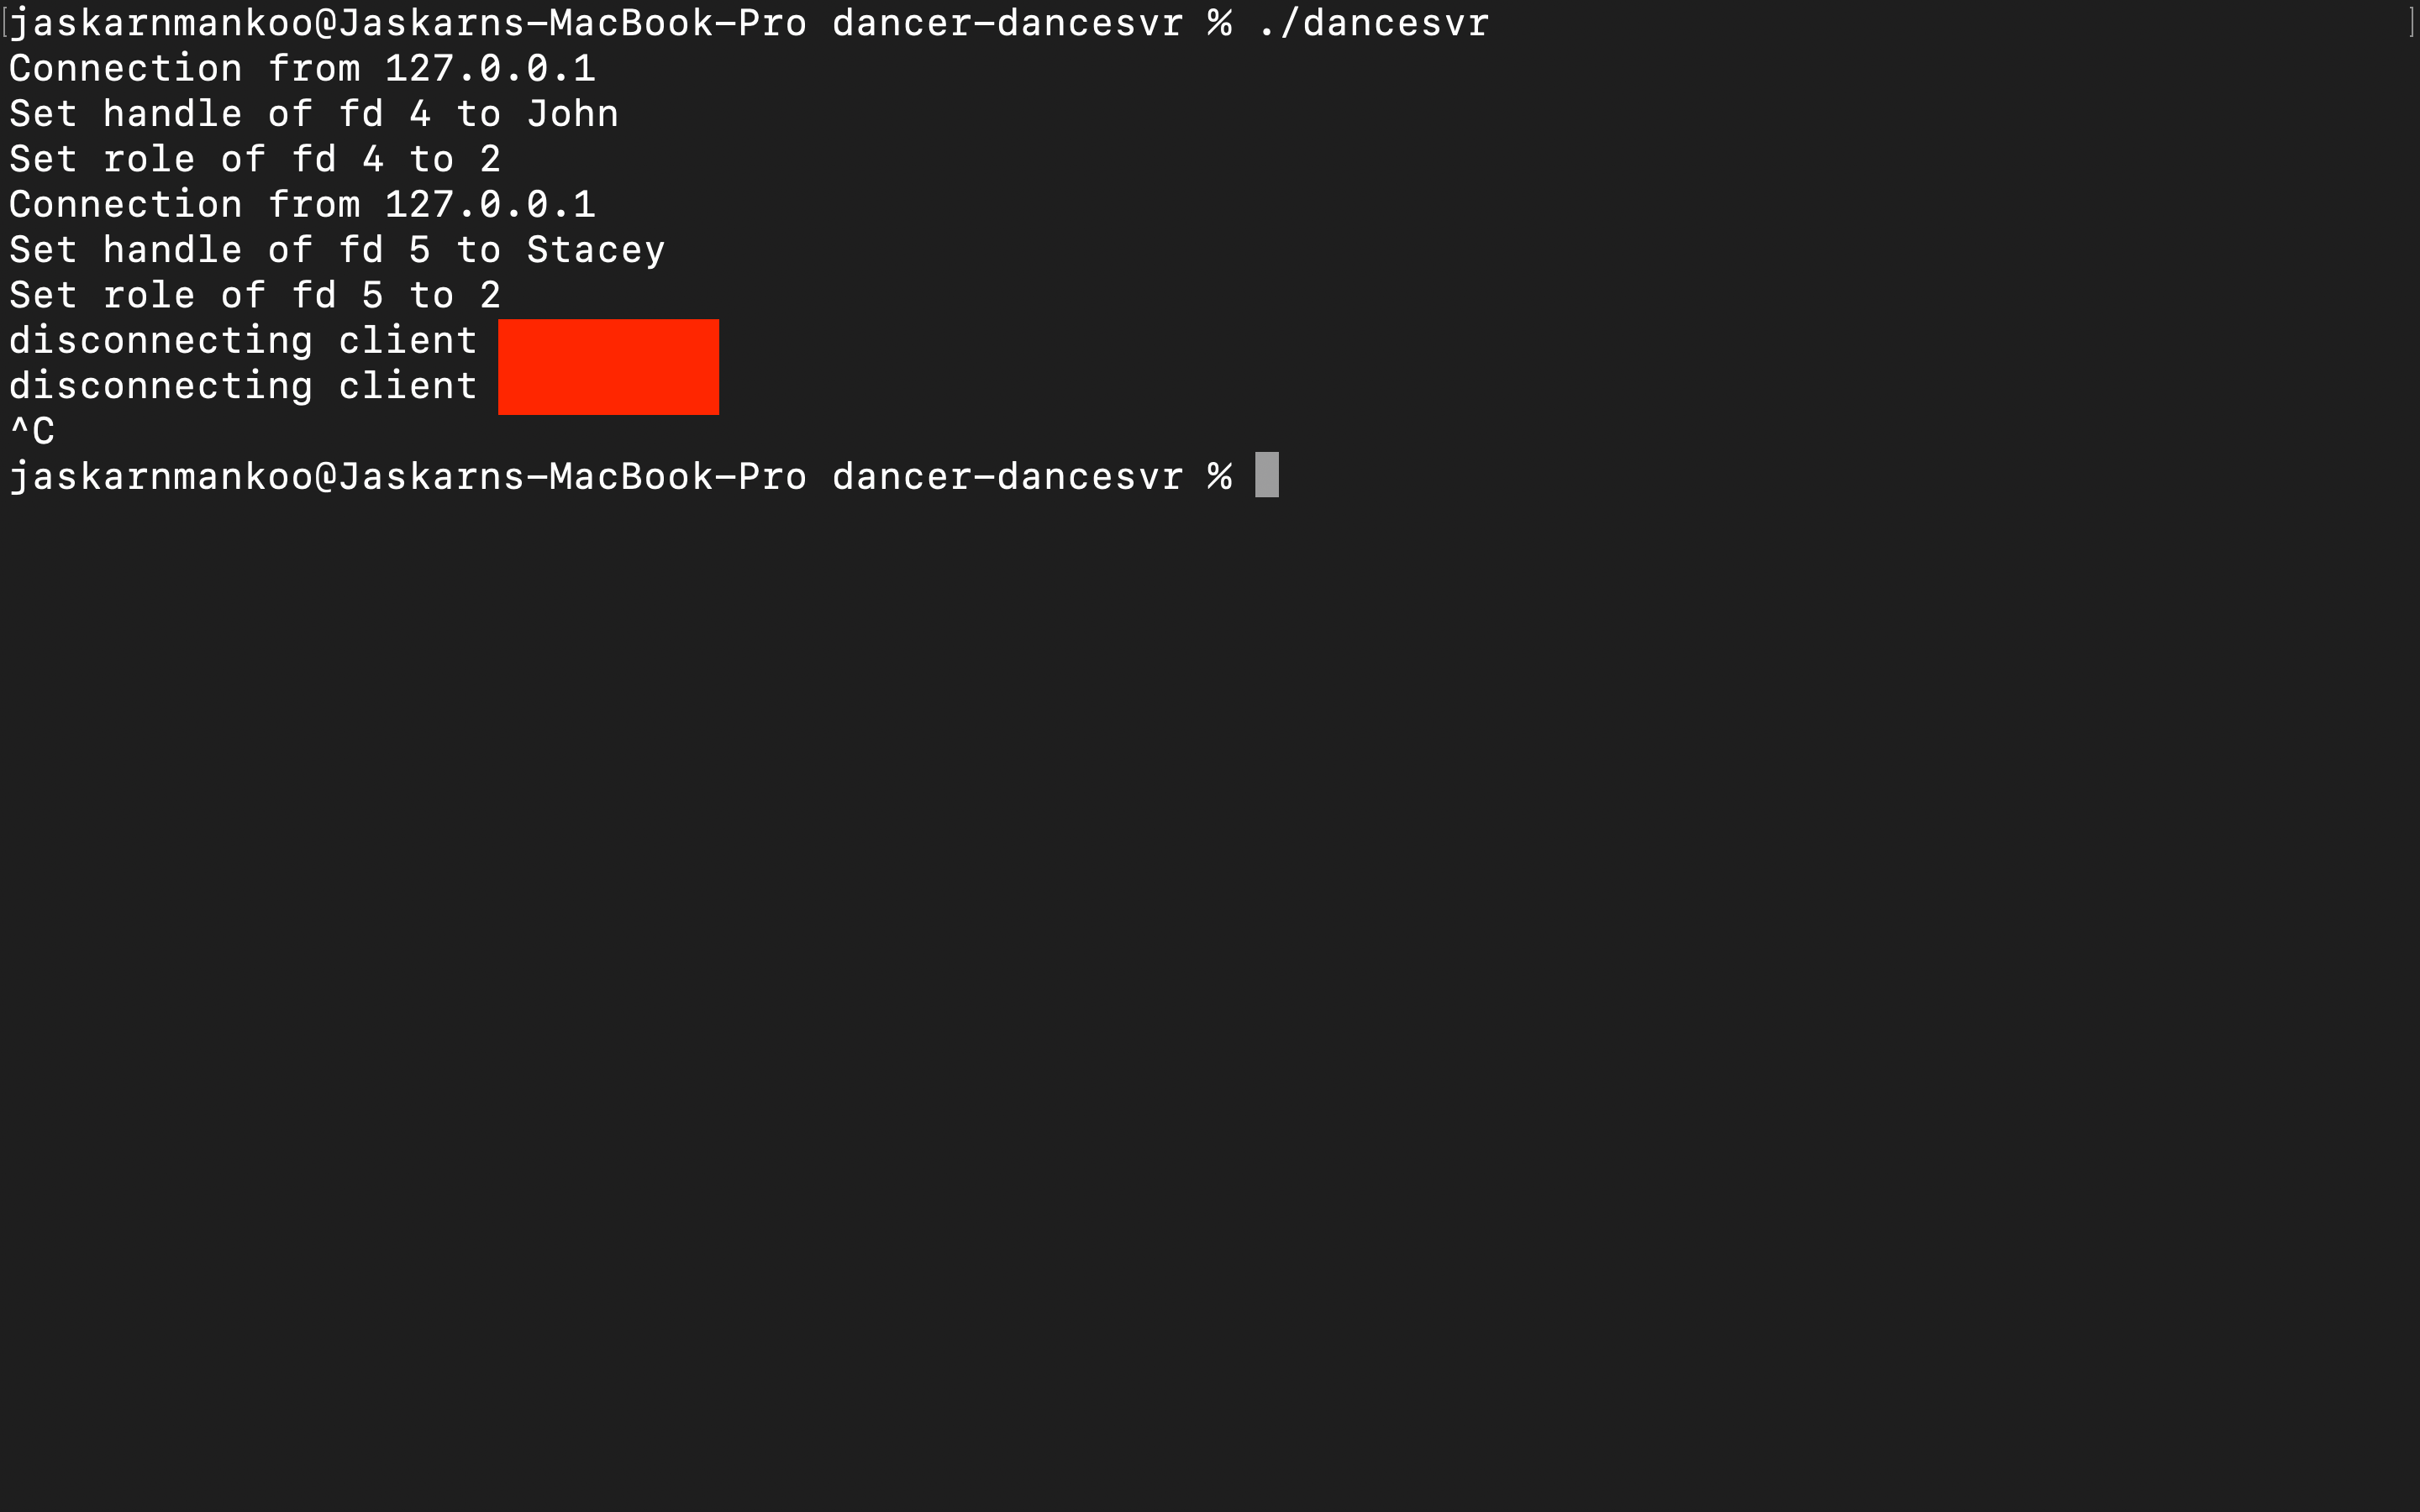 [jaskarnmankoo@Jaskarns-MacBook-Pro dancer-dancesvr % ./dancesvr ]
Connection from 127.0.0.1
Set handle of fd 4 to John
Set role of fd 4 to 2
Connection from 127.0.0.1
Set handle of fd 5 to Stacey
Set role of fd 5 to 2
disconnecting client
disconnecting client
^C
jaskarnmankoo@Jaskarns-MacBook-Pro dancer-dancesvr %